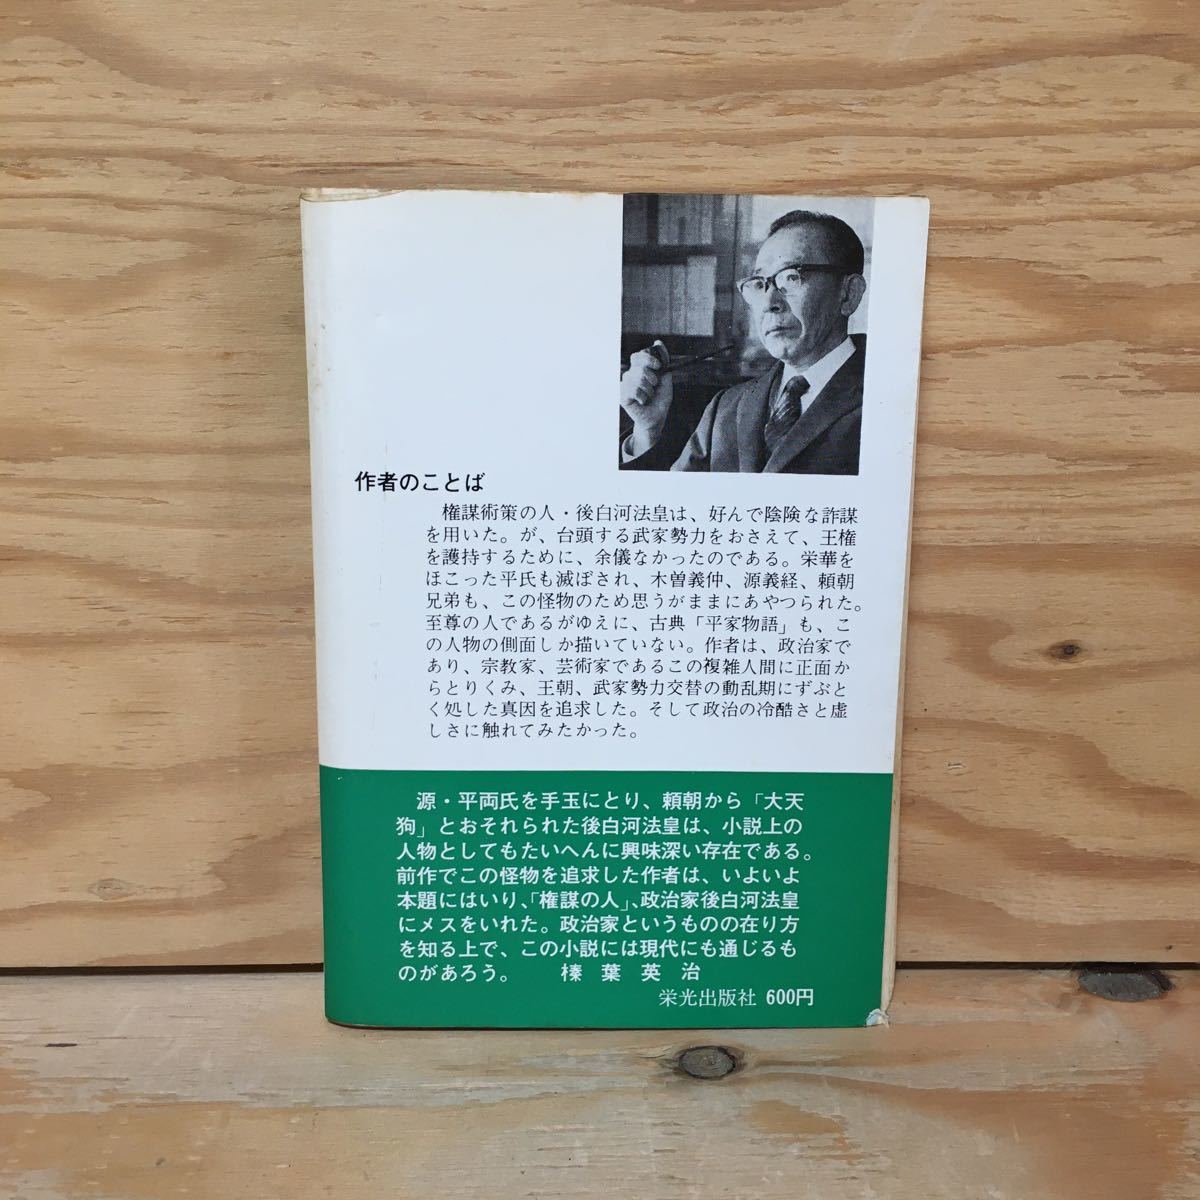 作者のことば
権謀術策の人・後白河法皇は、好んで陰険な詐謀
を用いた。が、台頭する武家勢力をおさえて、王権
を護持するために、余儀なかったのである。栄華を
ほこった平氏も滅ぼされ、木曽義仲、源義経、頼朝
兄弟も、この怪物のため思うがままにあやつられた。
至尊の人であるがゆえに、古典「平家物語」も、こ
の人物の側面しか描いていない。作者は、政治家で
あり、宗教家、芸術家であるこの複雑人間に正面か
らとりくみ、王朝、武家勢力交替の動乱期にずぶと
く処した真因を追求した。そして政治の冷酷さと虚
しさに触れてみたかった。
源・平両氏を手玉にとり、頼朝から「大天
狗」とおそれられた後白河法皇は、小説上の
人物としてもたいへんに興味深い存在である。
前作でこの怪物を追求した作者は、いよいよ
本題にはいり、「権謀の人」、政治家後白河法皇
にメスをいれた。政治家というものの在り方
を知る上で、この小説には現代にも通じるも
のがあろう。 榛葉英治
栄光出版社 600円